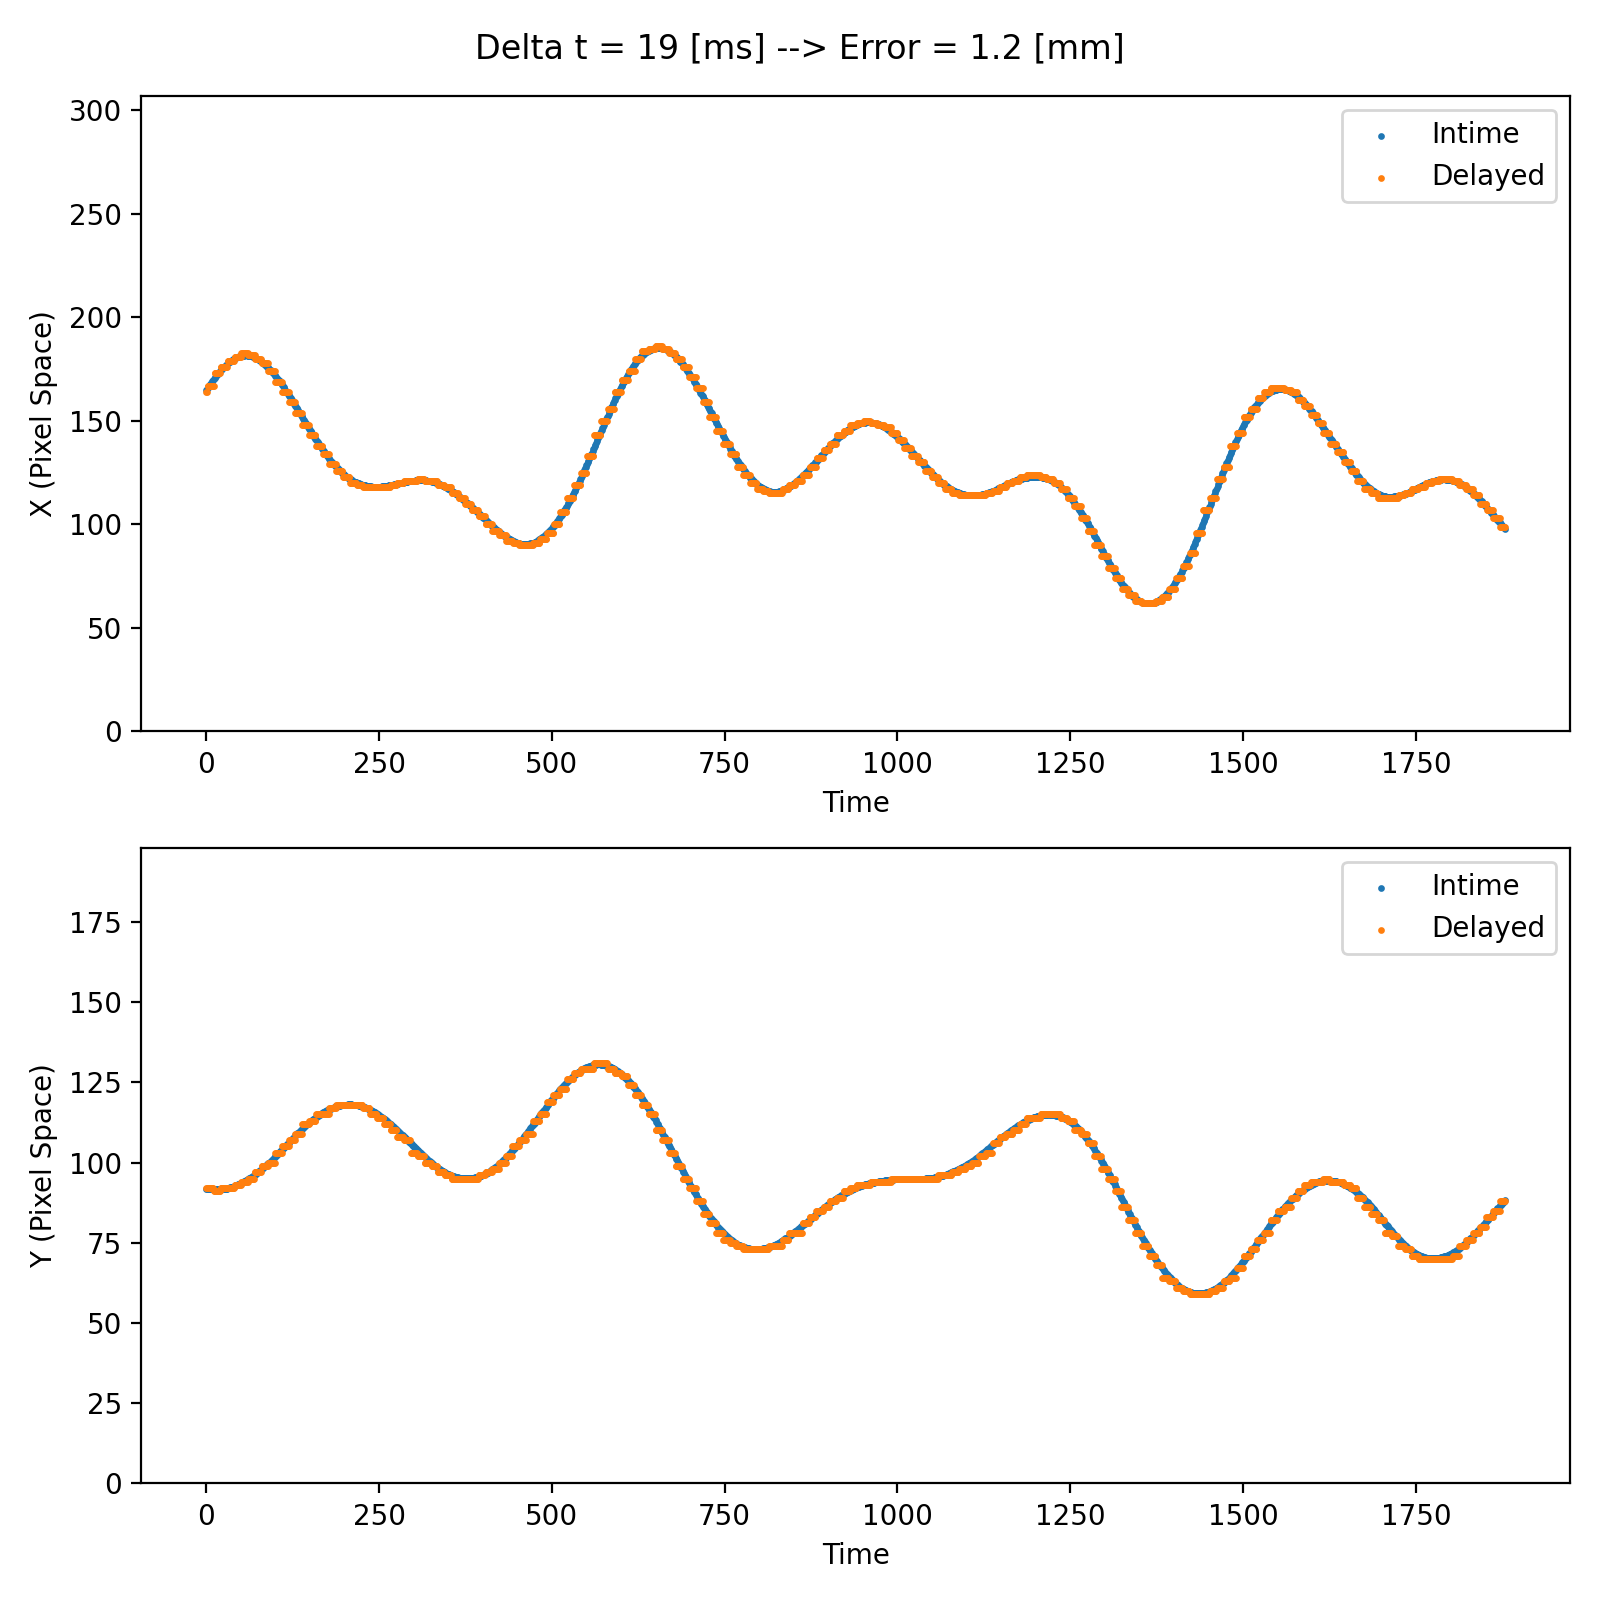 Delta t = 19 [ms] --> Error = 1.2 [mm]
300
250
200
150
100
50
0
X (Pixel Space)
Intime
Delayed
0 250 500 750 1000 1250 1500 1750
Time
175
150
125
100
75
50
25
0
Y (Pixel Space)
Intime
Delayed
0 250 500 750 1000 1250 1500 1750
Time